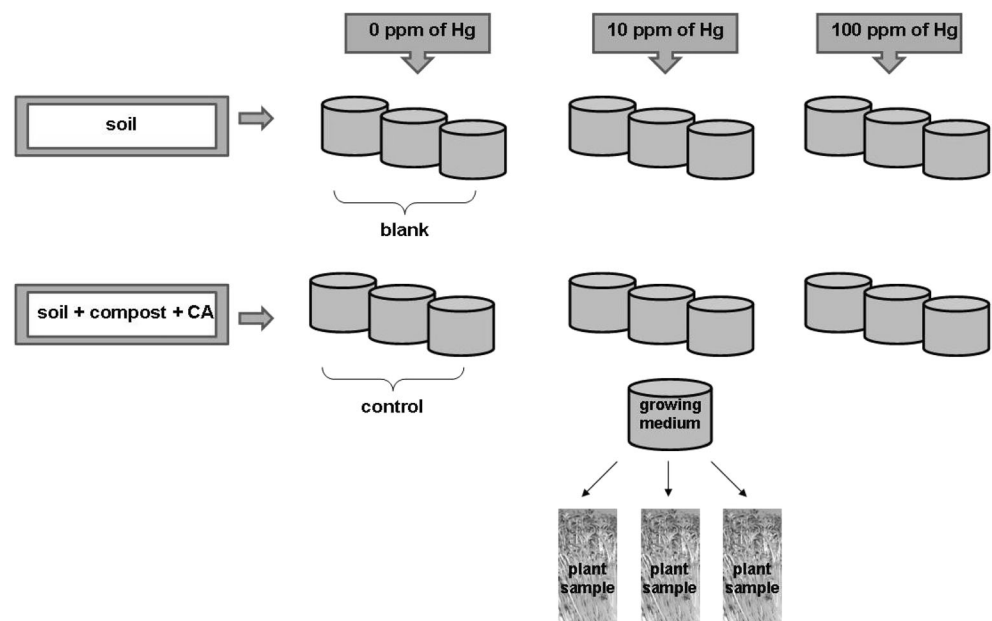 0 ppm of Hg
10 ppm of Hg
100 ppm of Hg
soil
blank
soil + compost + CA
control
growing
medium
plant
sample
plant
sample
plant
sample